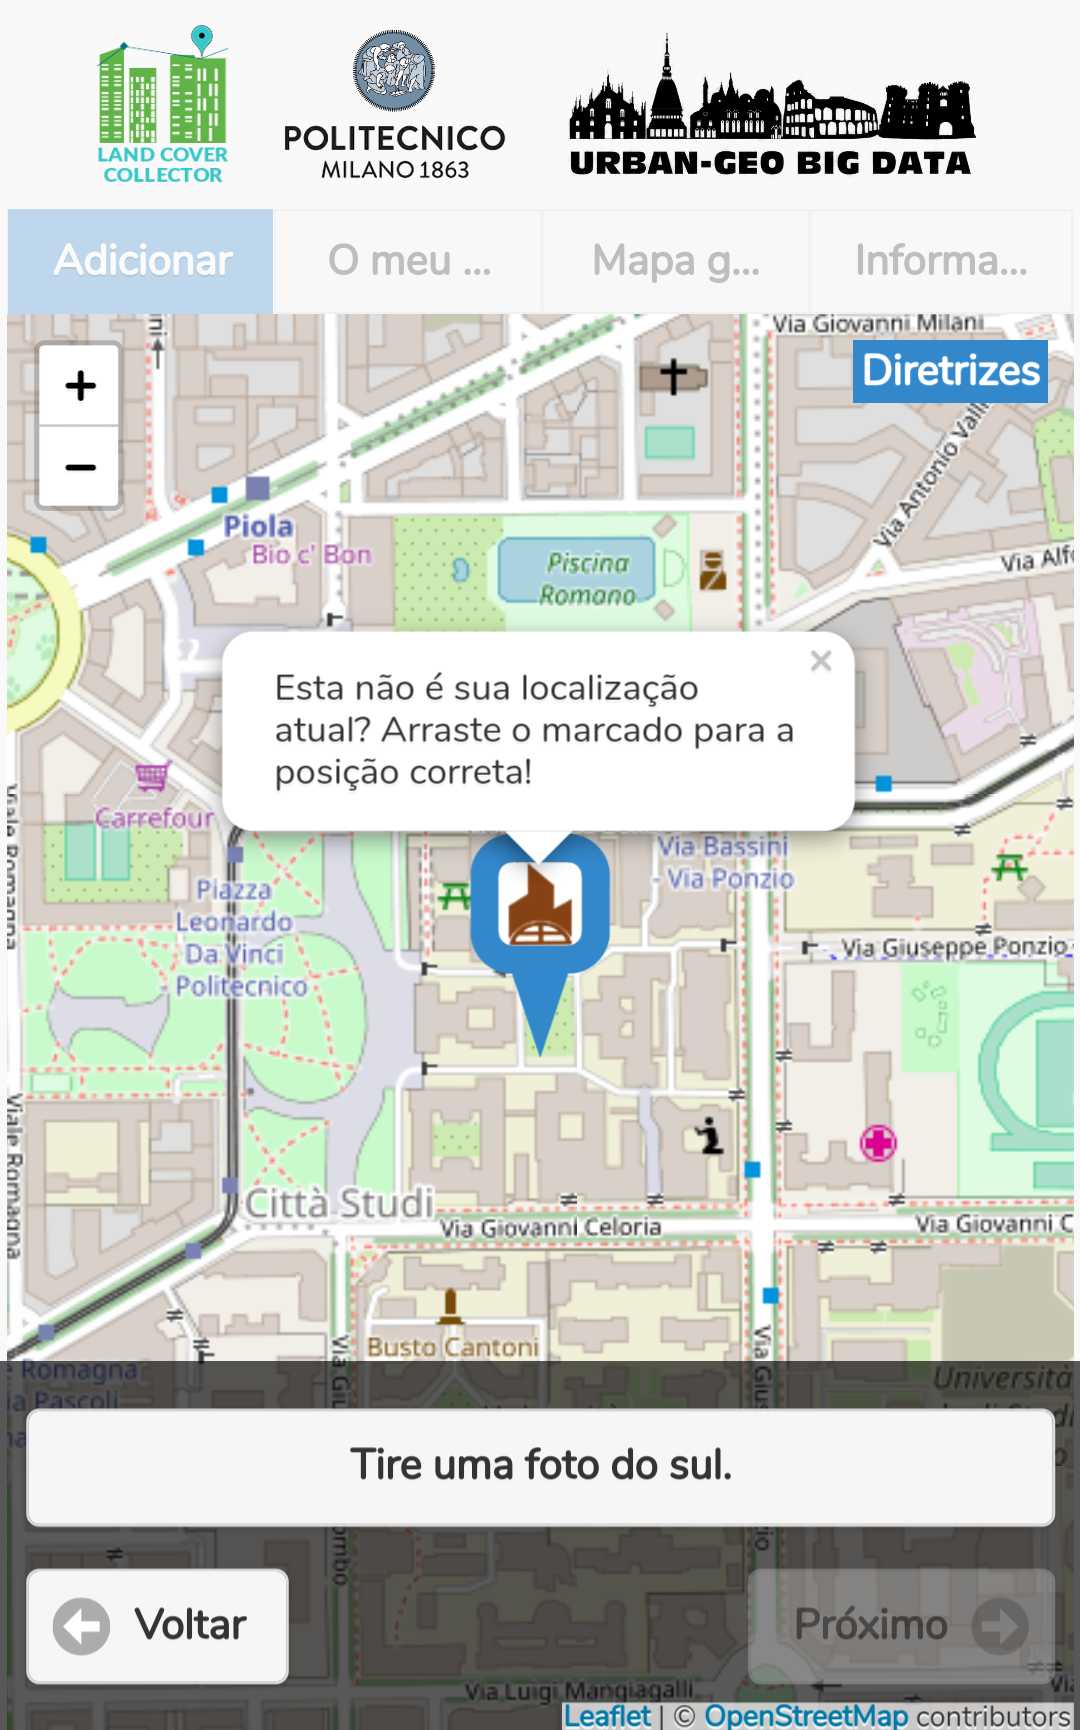 LAND COVER
COLLECTOR
POLITECNICO
MILANO 1863
URBAN-GEO BIG DATA
Adicionar
O meu ...
Mapa g...
Informa...
Via Giovanni Milani
Diretrizes
+
−
Via Antonio Vall
Piola
Bio c' Bon
Piscina
Romano
Via Alfo
Esta não é sua localização
atual? Arraste o marcado para a
posição correta!
×
Carrefour
Viale Romagna
Piazza
Leonardo
Da Vinci
- Politecnico
Via Bassini
- Via Ponzio
Via Giuseppe Ponzio
Viale Romagna
Città Studi
Via Giovanni Celoria
Via Giovanni C
Busto Cantoni
Romagna
ia Pascoli
Università
Tire uma foto do sul.
Voltar
Próximo
Via Luigi Mangiagalli
Leaflet | © OpenStreetMap contributors